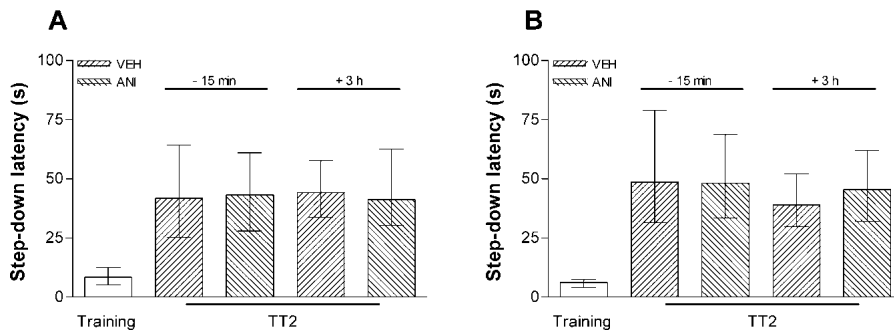 A
Step-down latency (s)
100
75
50
25
0
VEH
ANI
- 15 min
+ 3 h
Training
TT2
B
Step-down latency (s)
100
75
50
25
0
VEH
ANI
- 15 min
+ 3 h
Training
TT2